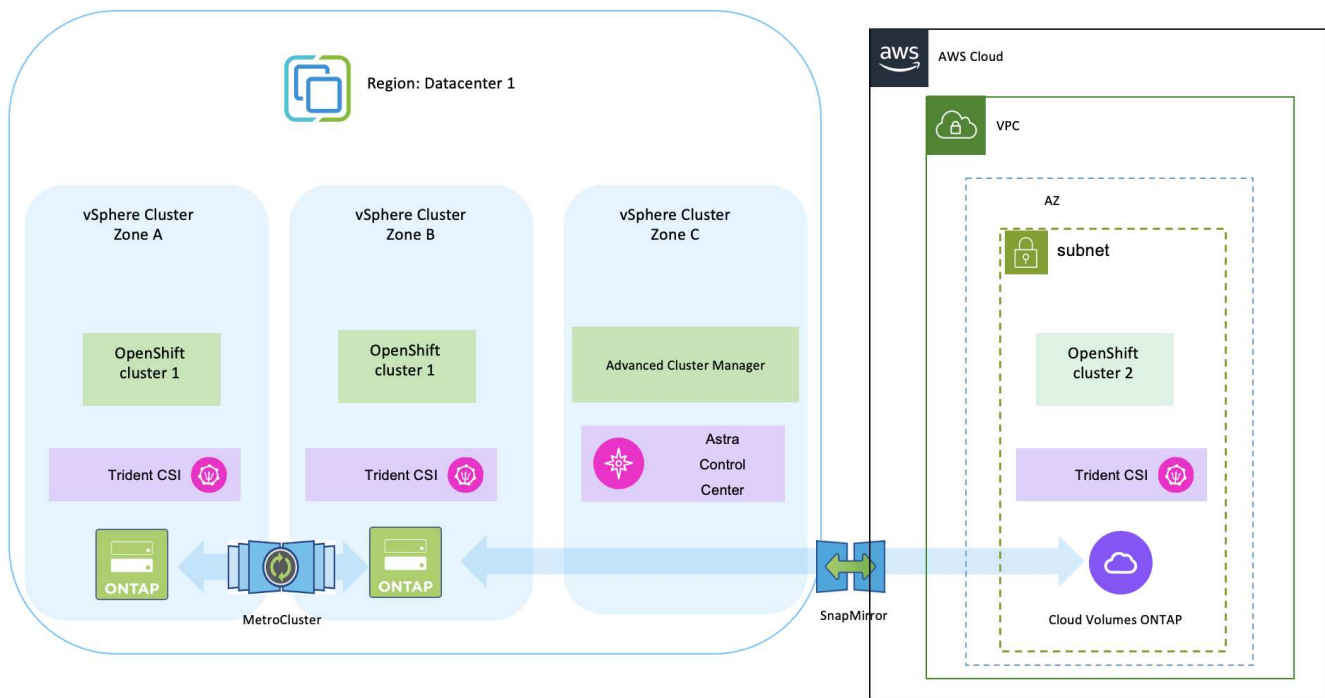 Region: Datacenter 1
aws
AWS Cloud
VPC
AZ
subnet
vSphere Cluster
Zone A
vSphere Cluster
Zone B
vSphere Cluster
Zone C
OpenShift
cluster 1
OpenShift
cluster 1
Advanced Cluster Manager
OpenShift
cluster 2
Trident CSI
Trident CSI
Astra
Control
Center
Trident CSI
ONTAP
ONTAP
MetroCluster
SnapMirror
Cloud Volumes ONTAP